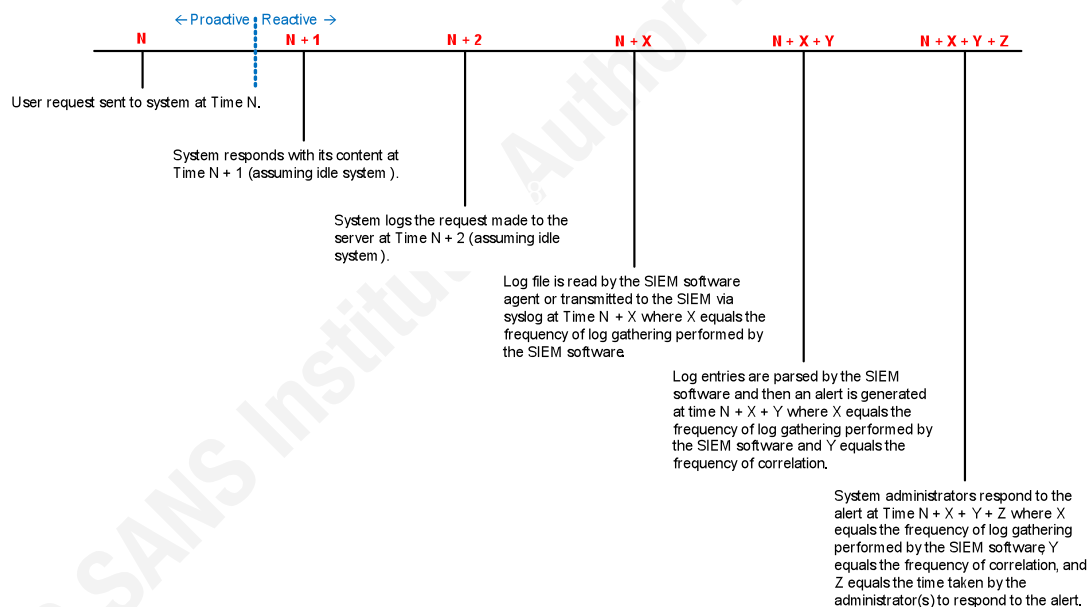 ← Proactive Reactive →
N N + 1 N + 2 N + X N + X + Y N + X + Y + Z
User request sent to system at Time N.
System responds with its content at
Time N + 1 (assuming idle system ).
System logs the request made to the
server at Time N + 2 (assuming idle
system ).
Log file is read by the SIEM software
agent or transmitted to the SIEM via
syslog at Time N + X where X equals the
frequency of log gathering performed by
the SIEM software.
Log entries are parsed by the SIEM
software and then an alert is generated
at time N + X + Y where X equals the
frequency of log gathering performed by
the SIEM software and Y equals the
frequency of correlation.
System administrators respond to the
alert at Time N + X + Y + Z where X
equals the frequency of log gathering
performed by the SIEM software, Y
equals the frequency of correlation, and
Z equals the time taken by the
administrator(s) to respond to the alert.
SANS Author